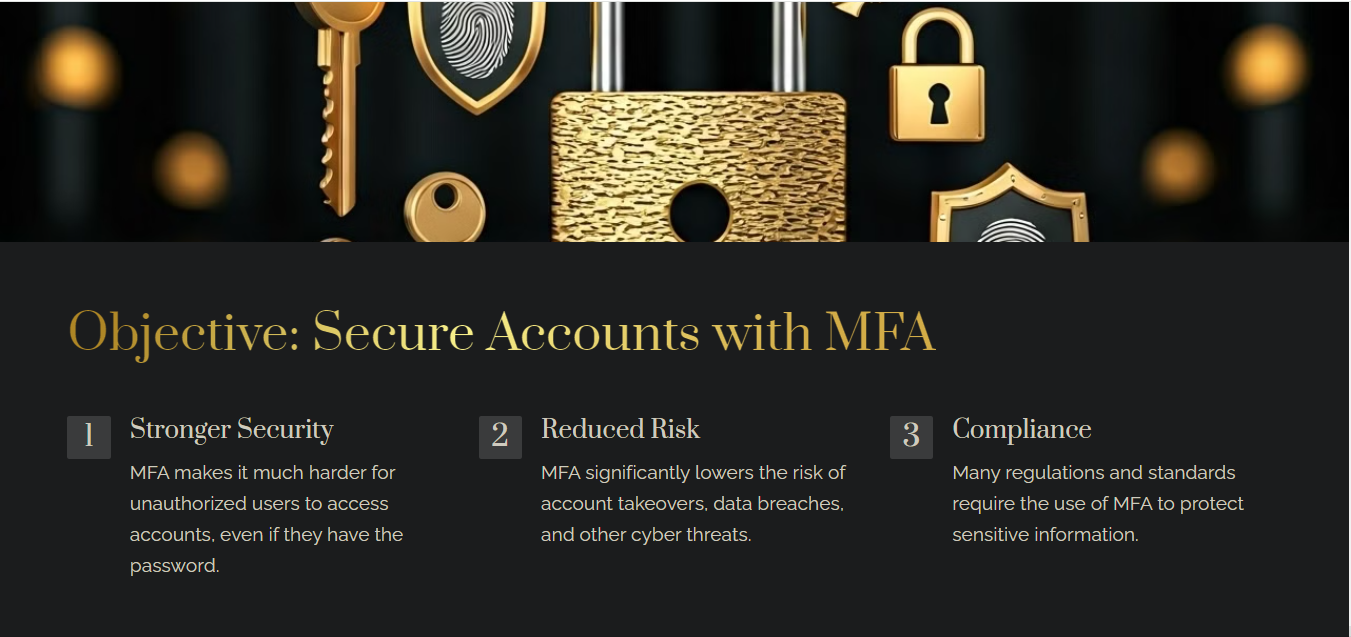 Objective: Secure Accounts with MFA
1
Stronger Security
MFA makes it much harder for
unauthorized users to access
accounts, even if they have the
password.
2
Reduced Risk
MFA significantly lowers the risk of
account takeovers, data breaches,
and other cyber threats.
3
Compliance
Many regulations and standards
require the use of MFA to protect
sensitive information.